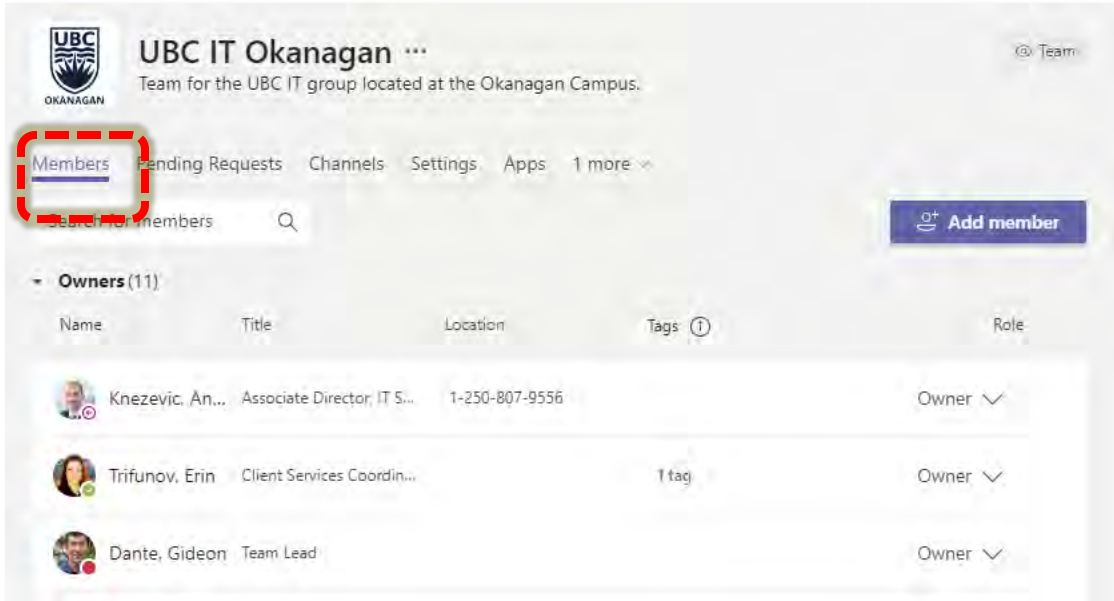 UBC
OKANAGAN
UBC IT Okanagan ...
Team
Team for the UBC IT group located at the Okanagan Campus.
Members Pending Requests Channels Settings Apps 1 more
Search for members
Add member
Owners (11)
Name Title Location Tags Role
Knezevic, An... Associate Director, IT S... 1-250-807-9556 Owner
Trifunov, Erin Client Services Coordin... 1 tag Owner
Dante, Gideon Team Lead Owner